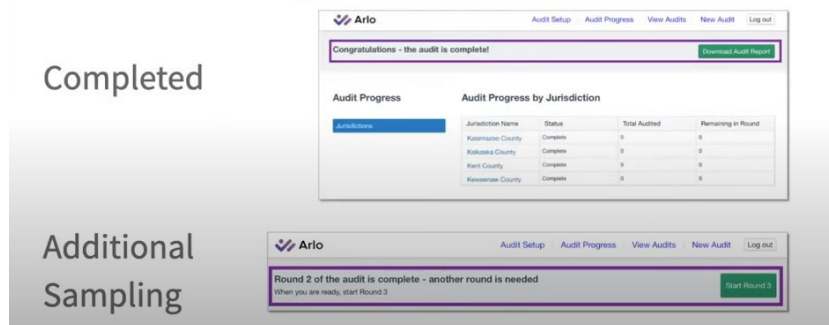 Completed
Arlo
Audit Setup Audit Progress View Audits New Audit Log out
Congratulations - the audit is complete!
Download Audit Report
Audit Progress
Audit Progress by Jurisdiction
Jurisdictions
Jurisdiction Name Status Total Audited Remaining in Round
Kalamazoo County Complete 0 0
Kalkaska County Complete 0 0
Kent County Complete 0
Keweenaw County Complete 0 0
Additional
Sampling
Arlo
Audit Setup Audit Progress View Audits New Audit Log out
Round 2 of the audit is complete - another round is needed
When you are ready, start Round 3
Start Round 3